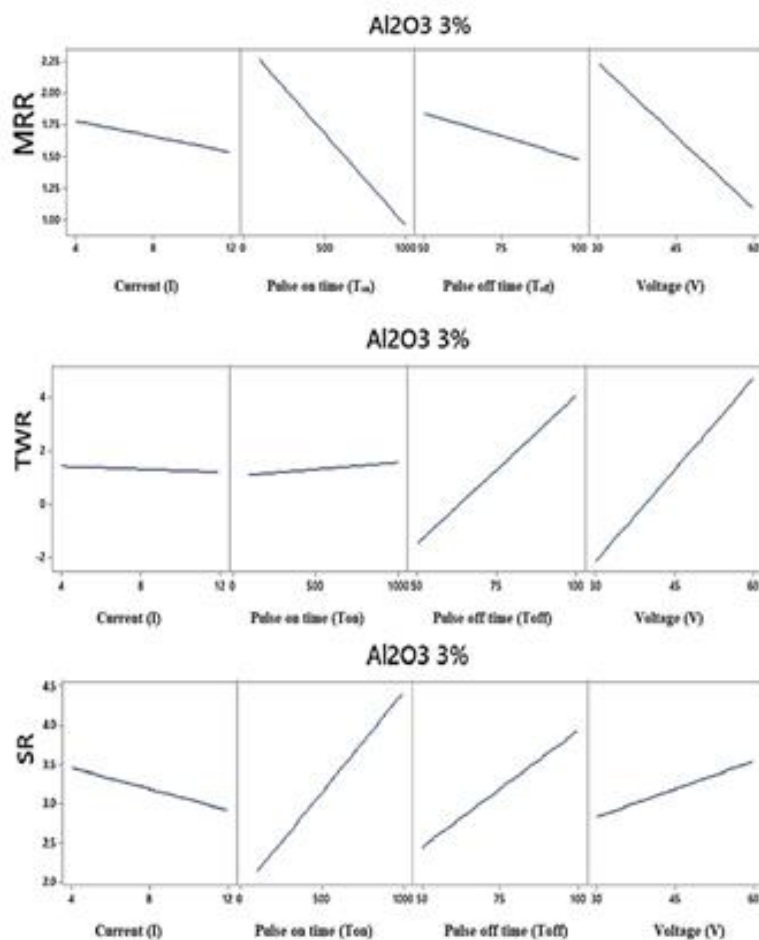 Al2O3 3%
MRR
2.25
2.00
1.75
1.50
1.25
1.00
4 8 12 0 500 1000 50 75 100 30 45 60
Current (I) Pulse on time (Ton) Pulse off time (Toff) Voltage (V)
Al2O3 3%
TWR
4
2
0
-2
4 8 12 0 500 1000 50 75 100 30 45 60
Current (I) Pulse on time (Ton) Pulse off time (Toff) Voltage (V)
Al2O3 3%
SR
4.5
4.0
3.5
3.0
2.5
2.0
4 8 12 0 500 1000 50 75 100 30 45 60
Current (I) Pulse on time (Ton) Pulse off time (Toff) Voltage (V)